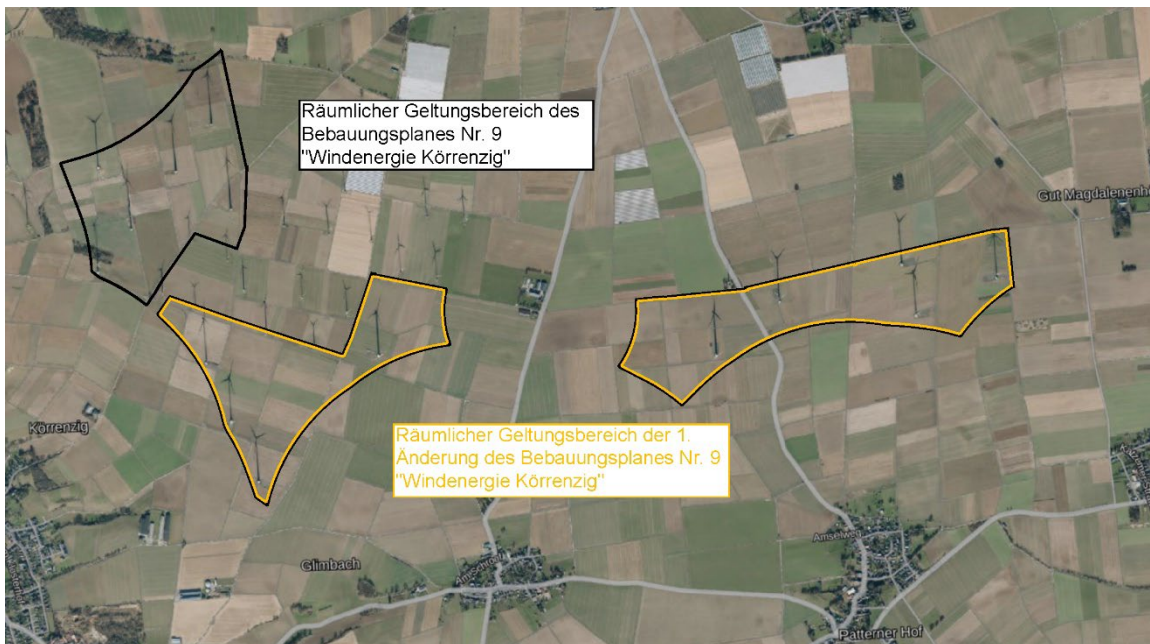 Räumlicher Geltungsbereich des
Bebauungsplanes Nr. 9
"Windenergie Körrenzig"
Gut Magdalenenh
Körrenzig
Räumlicher Geltungsbereich der 1.
Änderung des Bebauungsplanes Nr. 9
"Windenergie Körrenzig"
Glimbach
Amselweg
Patterner Hof